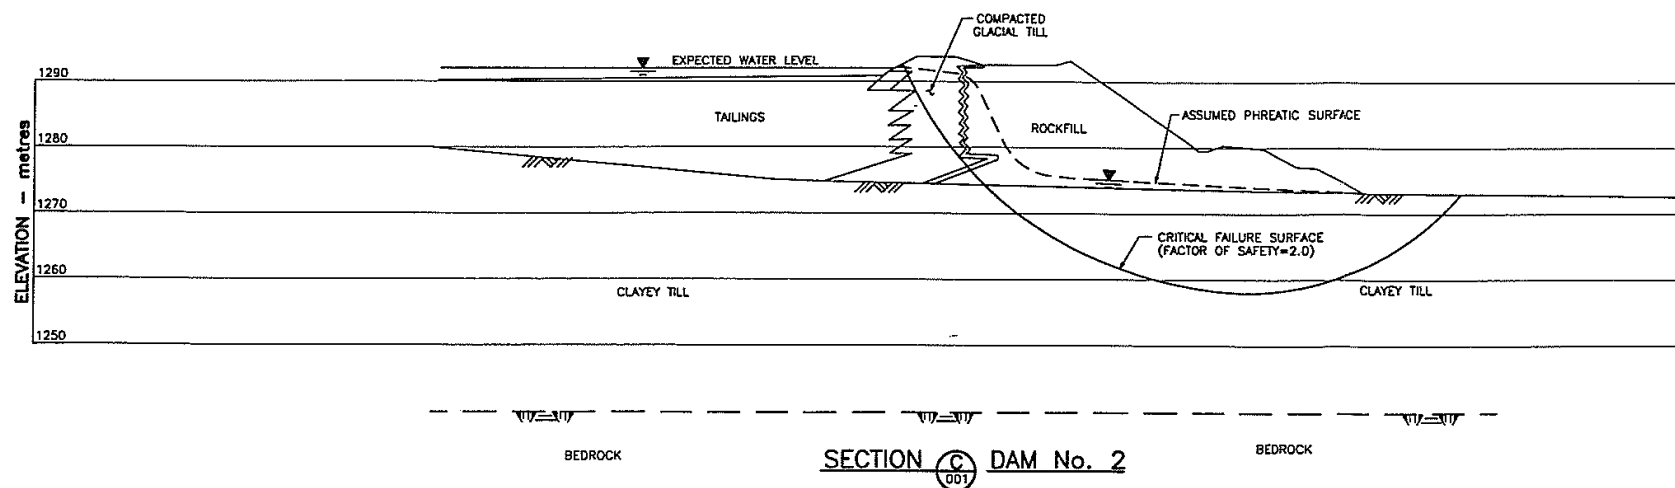 COMPACTED
GLACIAL TILL
EXPECTED WATER LEVEL
1290
TAILINGS
ROCKFILL
ASSUMED PHREATIC SURFACE
1280
ELEVATION - metres
1270
CRITICAL FAILURE SURFACE
(FACTOR OF SAFETY=2.0)
1260
CLAYEY TILL
CLAYEY TILL
1250
BEDROCK
BEDROCK
SECTION C 001 DAM No. 2